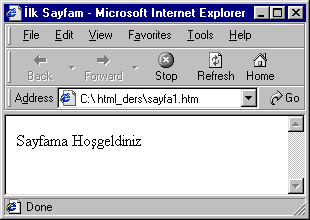 İlk Sayfam - Microsoft Internet Explorer
File Edit View Favorites Tools Help
Back Forward Stop Refresh Home
Address C:\html_ders\sayfa1.htm Go
Sayfama Hoşgeldiniz
Done